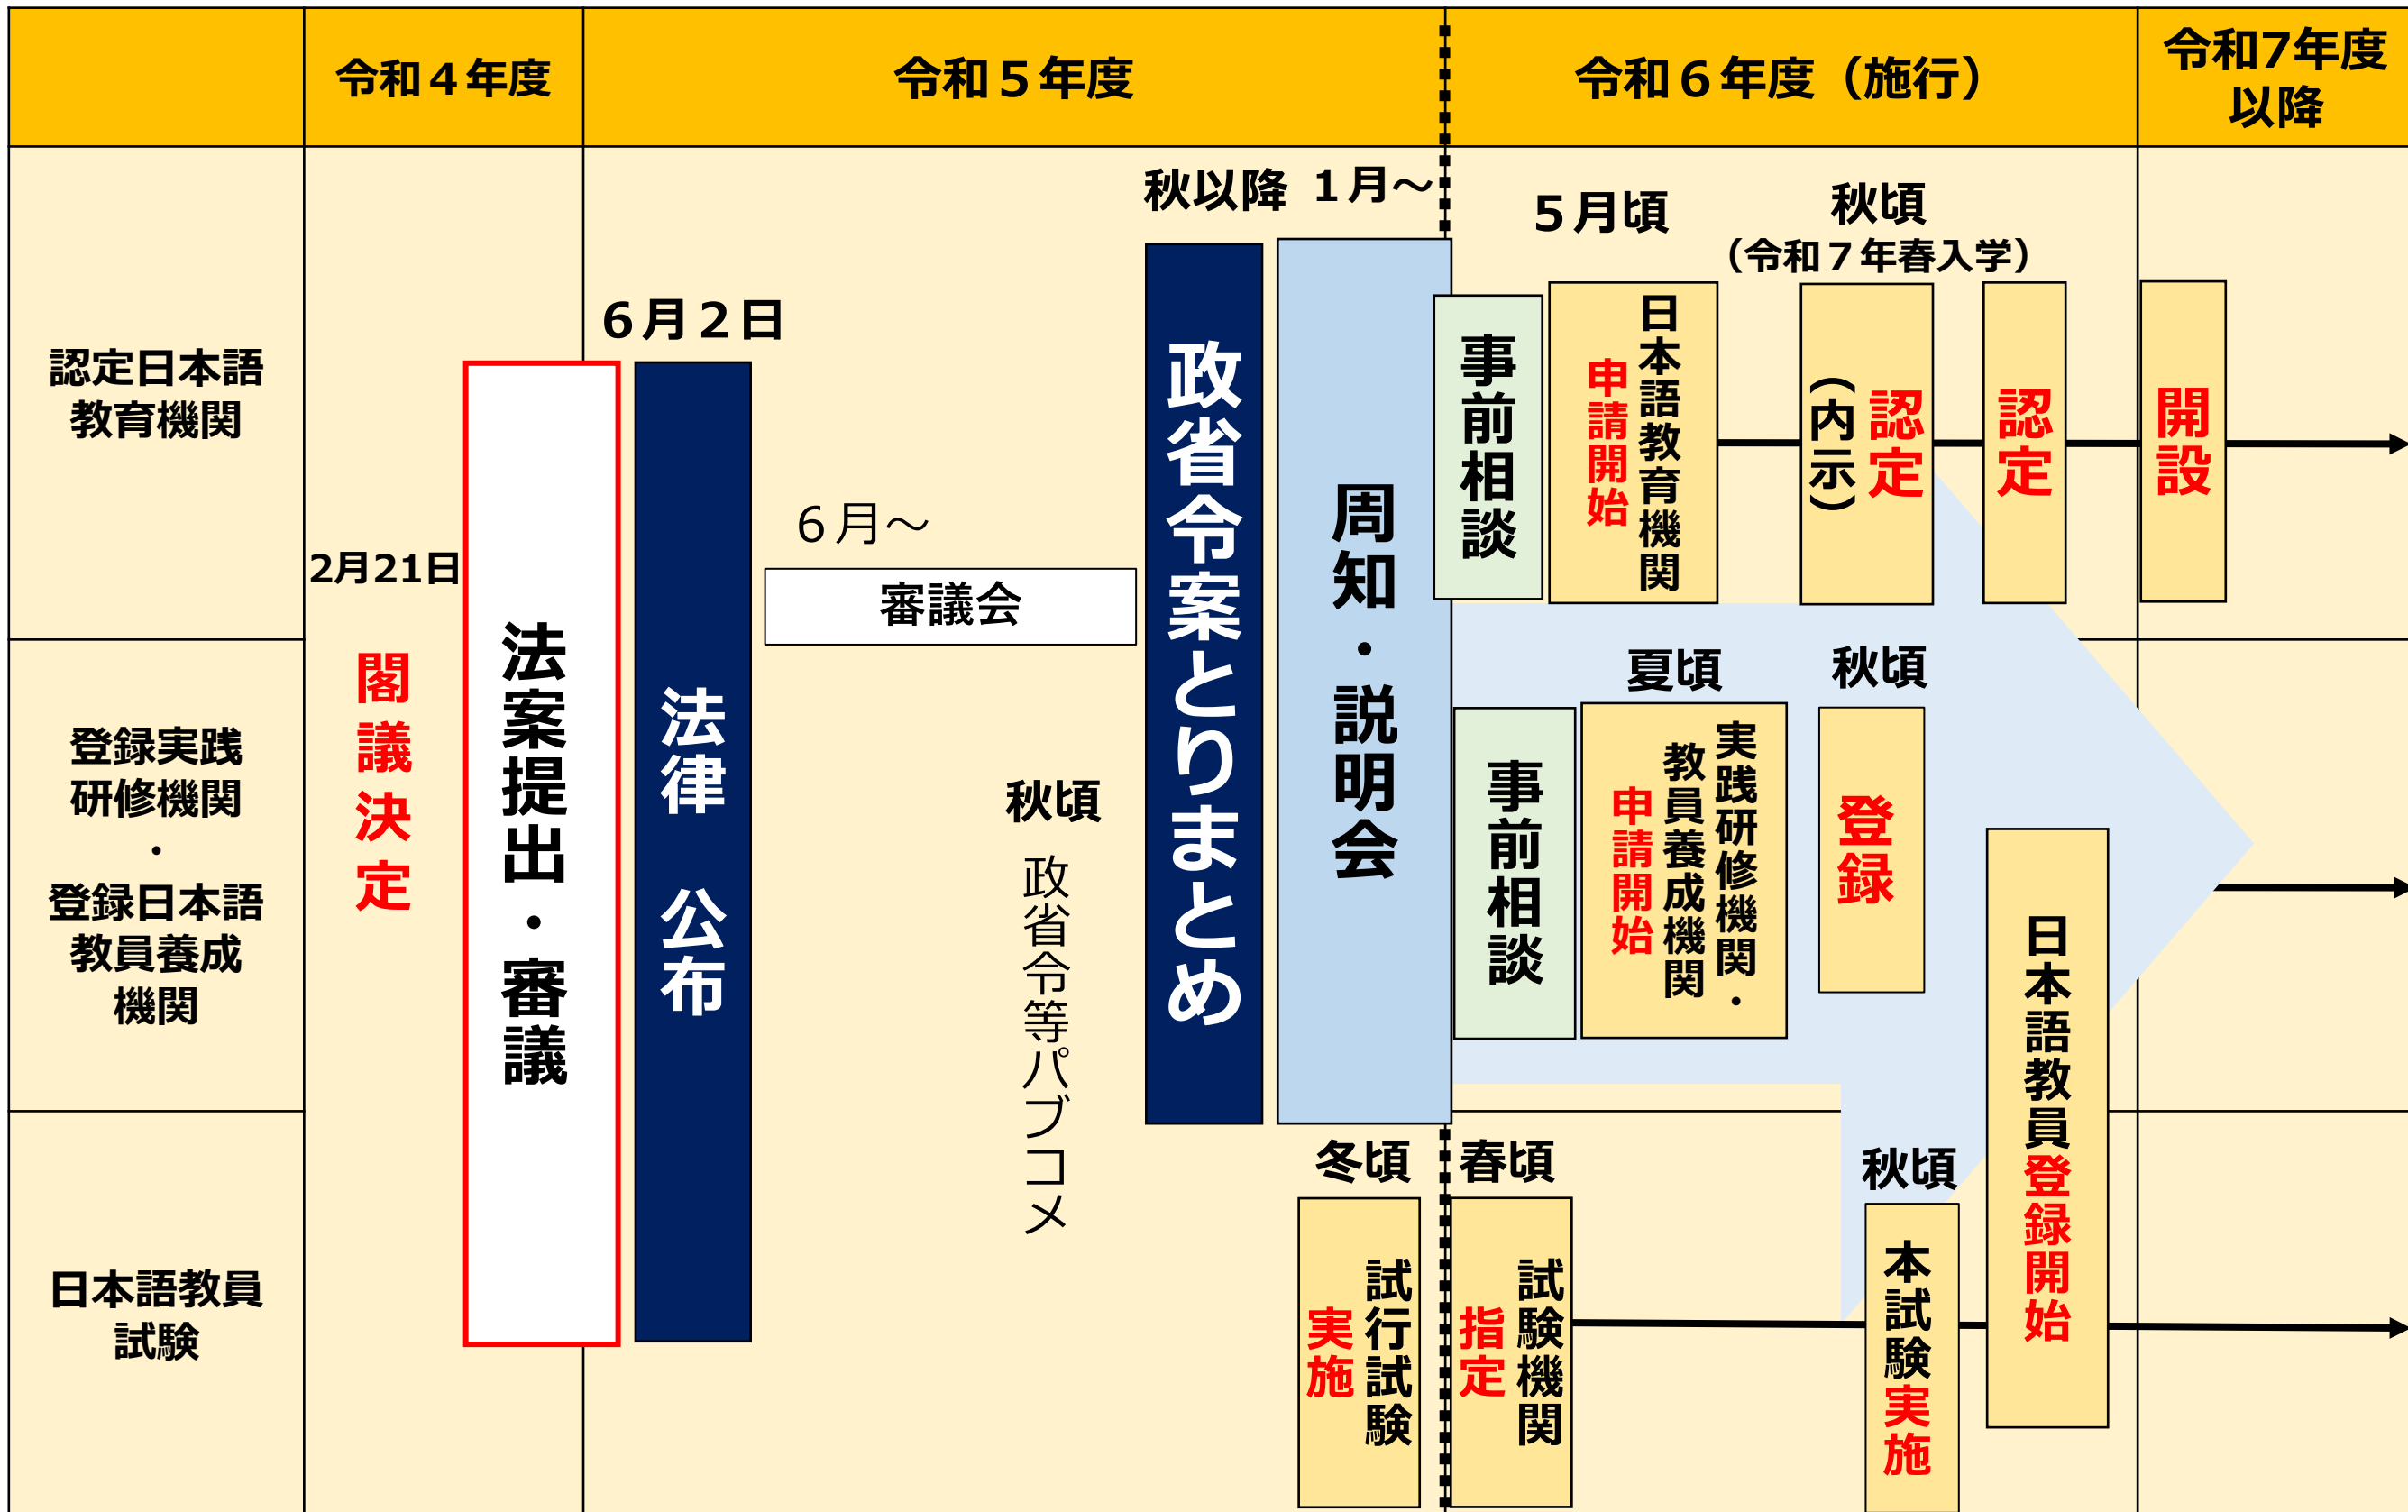 令和４年度
令和５年度
令和６年度（施行）
令和7年度
以降
認定日本語
教育機関
登録実践
研修機関
・
登録日本語
教員養成
機関
日本語教員
試験
2月21日
閣議決定
法案提出・審議
６月２日
法律　公布
６月～
審議会
秋頃
政省令等パブコメ
秋以降
政省令案とりまとめ
１月～
周知・説明会
事前相談
５月頃
日本語教育機関
申請開始
秋頃
（令和７年春入学）
認定
（内示）
認定
開設
事前相談
夏頃
実践研修機関・
教員養成機関
申請開始
秋頃
登録
日本語教員登録開始
冬頃
試行試験
実施
春頃
試験機関
指定
秋頃
本試験実施